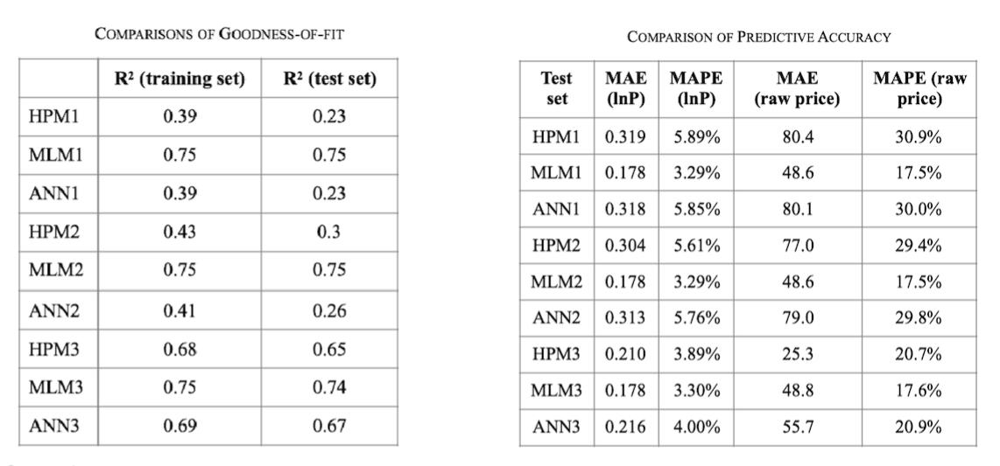 COMPARISONS OF GOODNESS-OF-FIT
R² (training set) R² (test set)
HPM1 0.39 0.23
MLM1 0.75 0.75
ANN1 0.39 0.23
HPM2 0.43 0.3
MLM2 0.75 0.75
ANN2 0.41 0.26
HPM3 0.68 0.65
MLM3 0.75 0.74
ANN3 0.69 0.67
COMPARISON OF PREDICTIVE ACCURACY
Test set MAE (lnP) MAPE (lnP) MAE (raw price) MAPE (raw price)
HPM1 0.319 5.89% 80.4 30.9%
MLM1 0.178 3.29% 48.6 17.5%
ANN1 0.318 5.85% 80.1 30.0%
HPM2 0.304 5.61% 77.0 29.4%
MLM2 0.178 3.29% 48.6 17.5%
ANN2 0.313 5.76% 79.0 29.8%
HPM3 0.210 3.89% 25.3 20.7%
MLM3 0.178 3.30% 48.8 17.6%
ANN3 0.216 4.00% 55.7 20.9%